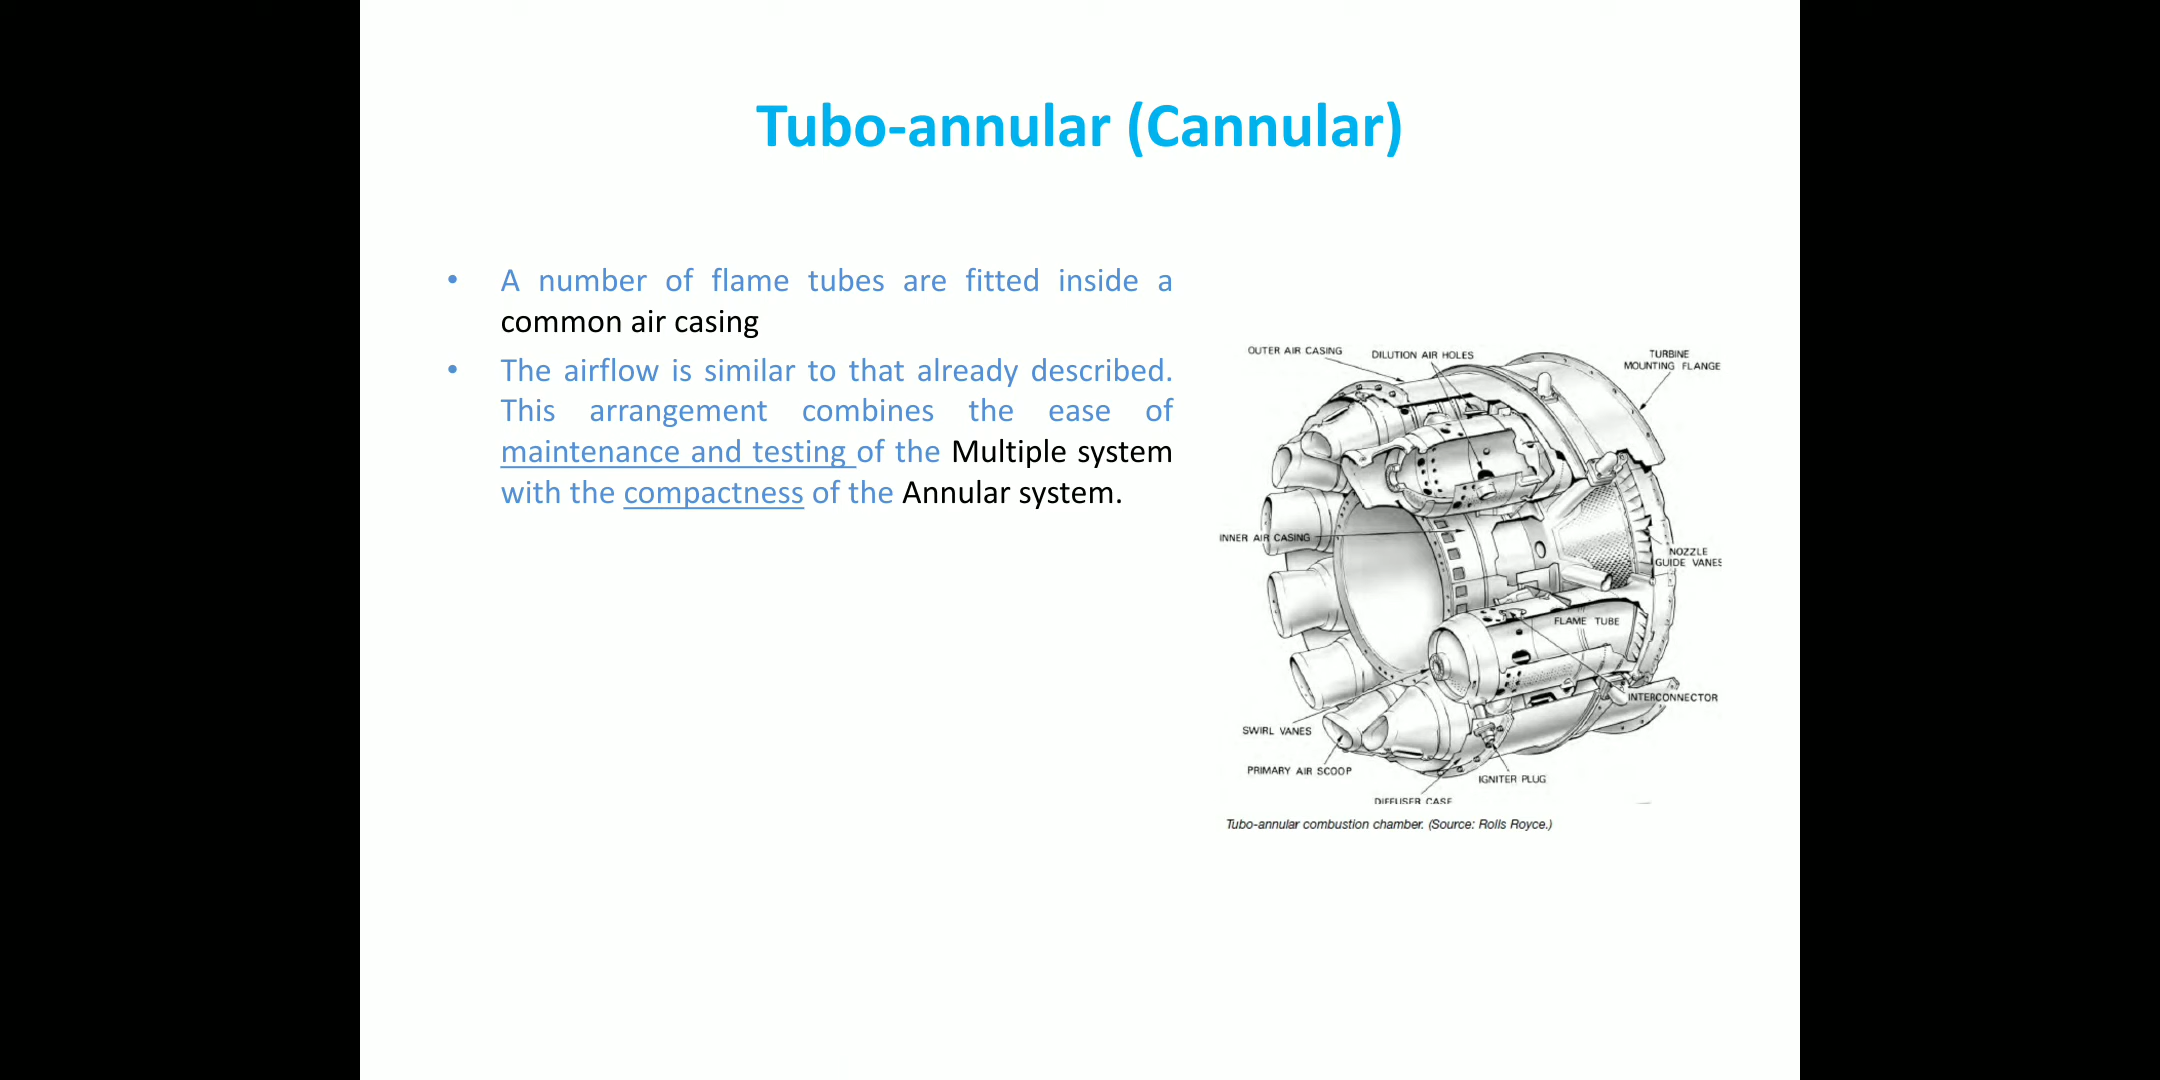 Tubo-annular (Cannular)
• A number of flame tubes are fitted inside a
common air casing
• The airflow is similar to that already described.
This arrangement combines the ease of
maintenance and testing of the Multiple system
with the compactness of the Annular system.
OUTER AIR CASING
DILUTION AIR HOLES
TURBINE
MOUNTING FLANGE
INNER AIR CASING
NOZZLE
GUIDE VANES
FLAME TUBE
INTERCONNECTOR
SWIRL VANES
PRIMARY AIR SCOOP
IGNITER PLUG
DIFFUSER CASE
Tubo-annular combustion chamber. (Source: Rolls Royce.)